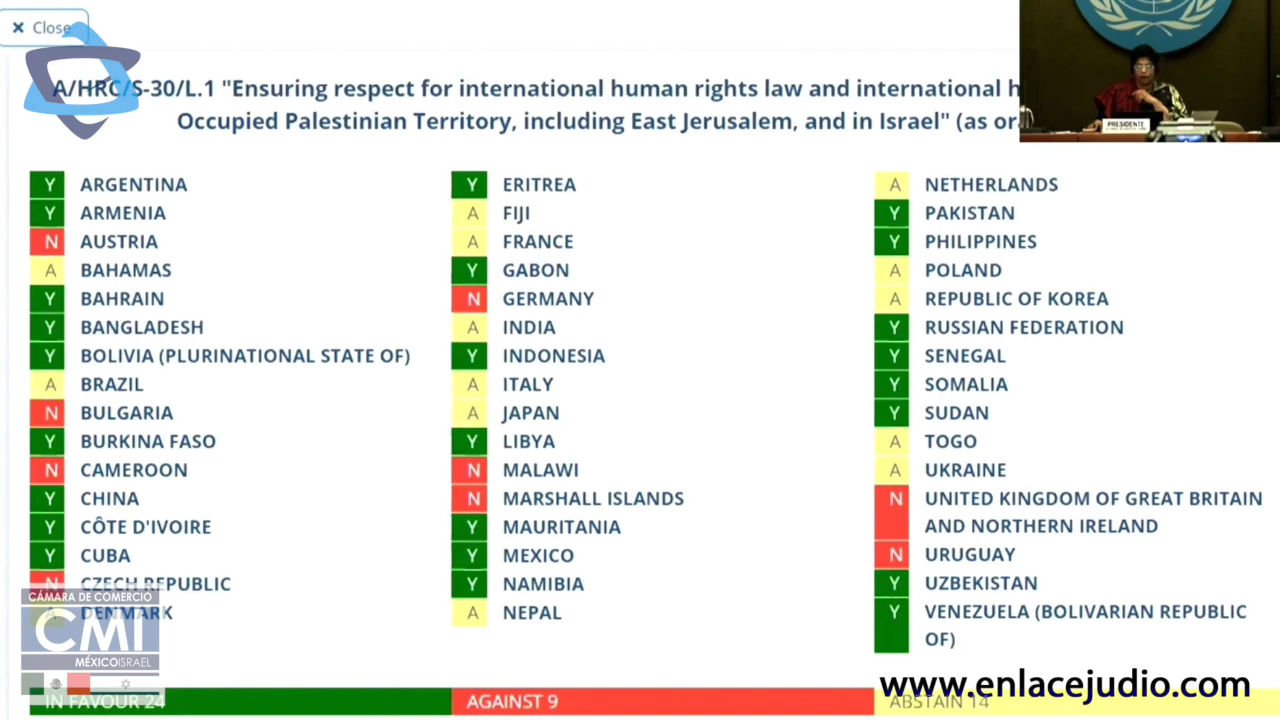 × Close
A/HRC/S-30/L.1 "Ensuring respect for international human rights law and international h
Occupied Palestinian Territory, including East Jerusalem, and in Israel" (as ora
PRESIDENTE
Y ARGENTINA
Y ARMENIA
N AUSTRIA
A BAHAMAS
Y BAHRAIN
Y BANGLADESH
Y BOLIVIA (PLURINATIONAL STATE OF)
A BRAZIL
N BULGARIA
Y BURKINA FASO
N CAMEROON
Y CHINA
Y CÔTE D'IVOIRE
Y CUBA
N CZECH REPUBLIC
A DENMARK
Y ERITREA
A FIJI
A FRANCE
Y GABON
N GERMANY
A INDIA
Y INDONESIA
A ITALY
A JAPAN
Y LIBYA
N MALAWI
N MARSHALL ISLANDS
Y MAURITANIA
Y MEXICO
Y NAMIBIA
A NEPAL
A NETHERLANDS
Y PAKISTAN
Y PHILIPPINES
A POLAND
A REPUBLIC OF KOREA
Y RUSSIAN FEDERATION
Y SENEGAL
Y SOMALIA
Y SUDAN
A TOGO
A UKRAINE
N UNITED KINGDOM OF GREAT BRITAIN
AND NORTHERN IRELAND
N URUGUAY
Y UZBEKISTAN
Y VENEZUELA (BOLIVARIAN REPUBLIC
OF)
CÁMARA DE COMERCIO
CMI
MÉXICOISRAEL
IN FAVOUR 24
AGAINST 9
ABSTAIN 14
www.enlacejudio.com